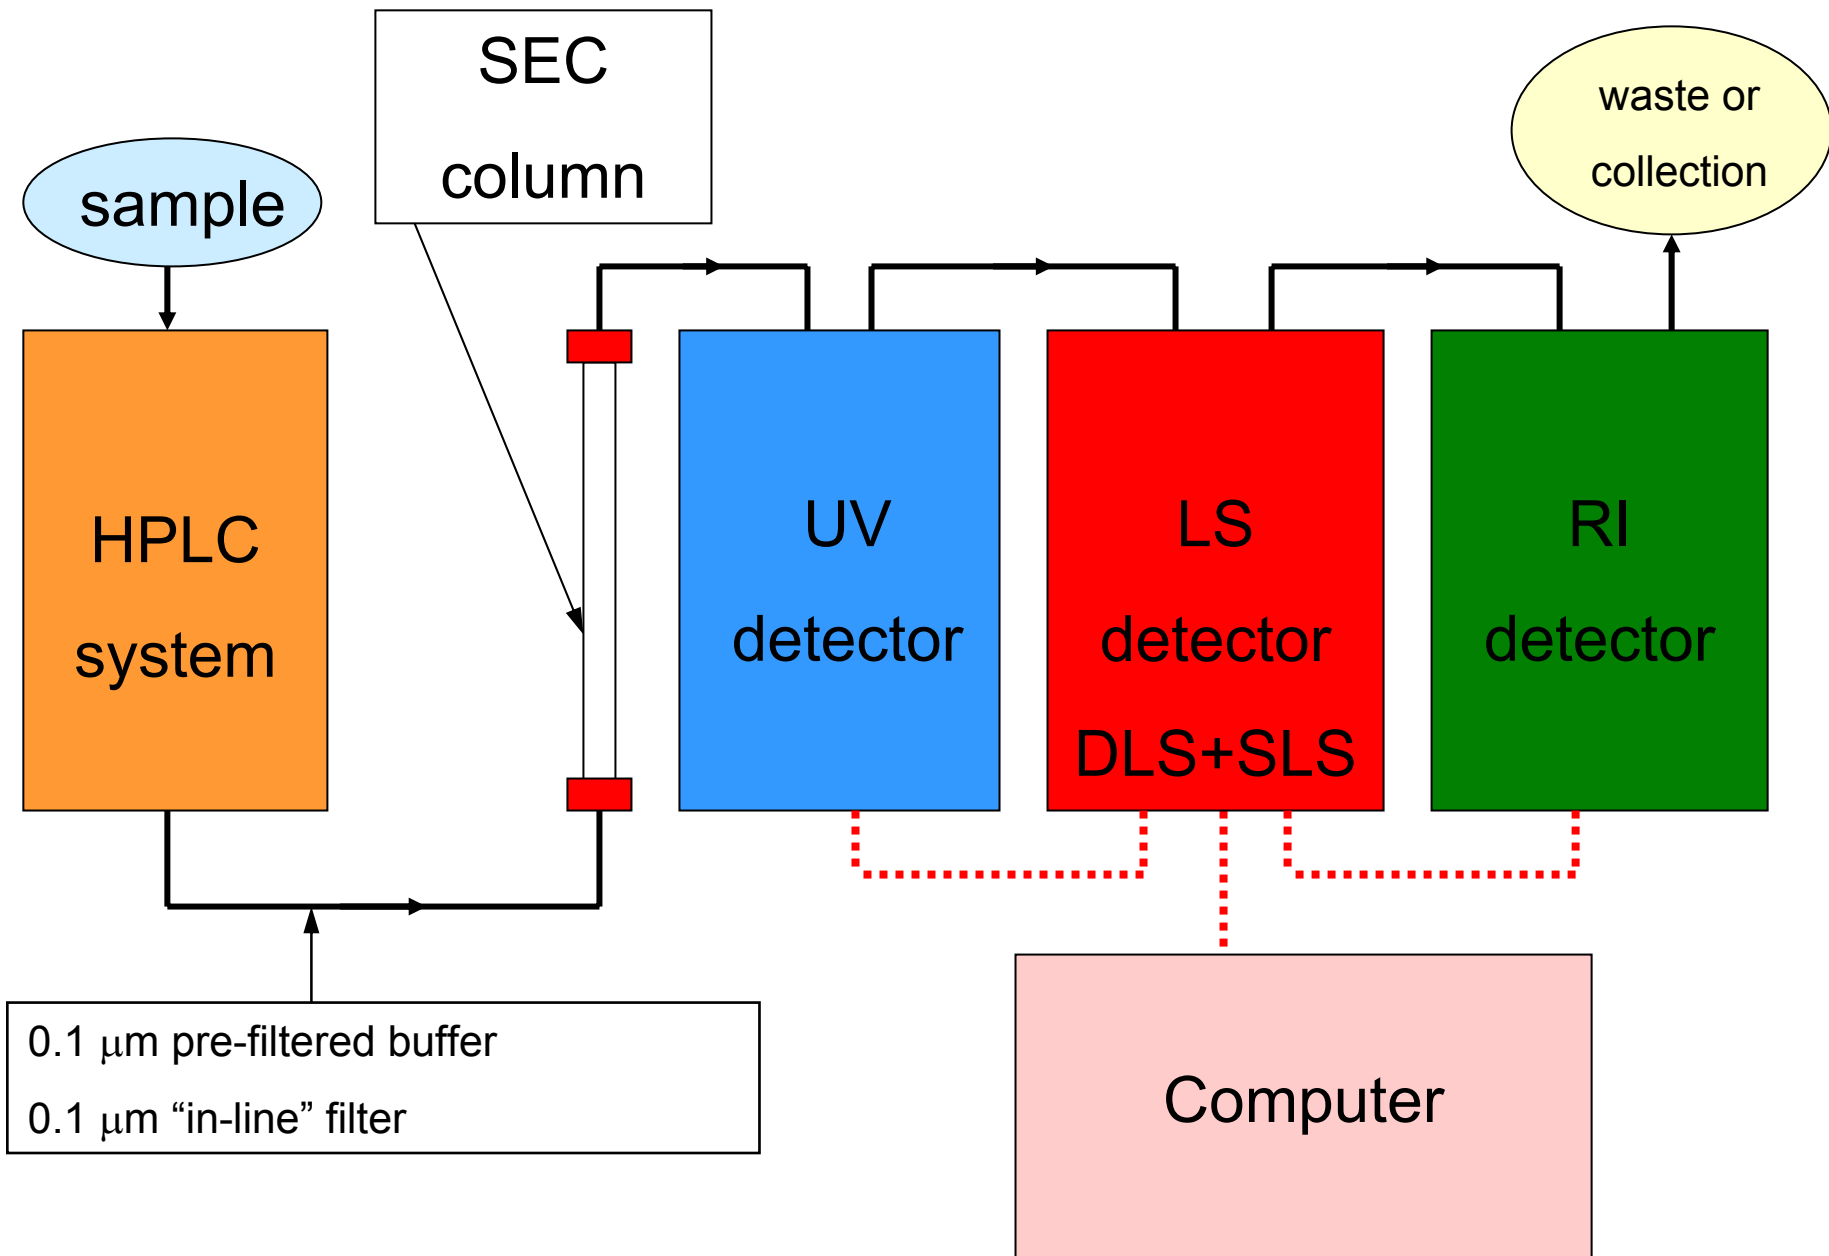 SEC
column
waste or
collection
sample
HPLC
system
UV
detector
LS
detector
DLS+SLS
RI
detector
0.1 μm pre-filtered buffer
0.1 μm “in-line” filter
Computer